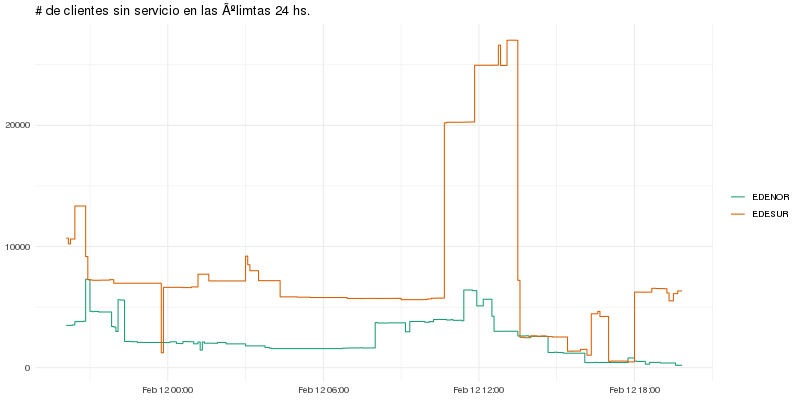 # de clientes sin servicio en las Ãºlimtas 24 hs.
20000
10000
0
Feb 12 00:00 Feb 12 06:00 Feb 12 12:00 Feb 12 18:00
EDENOR
EDESUR